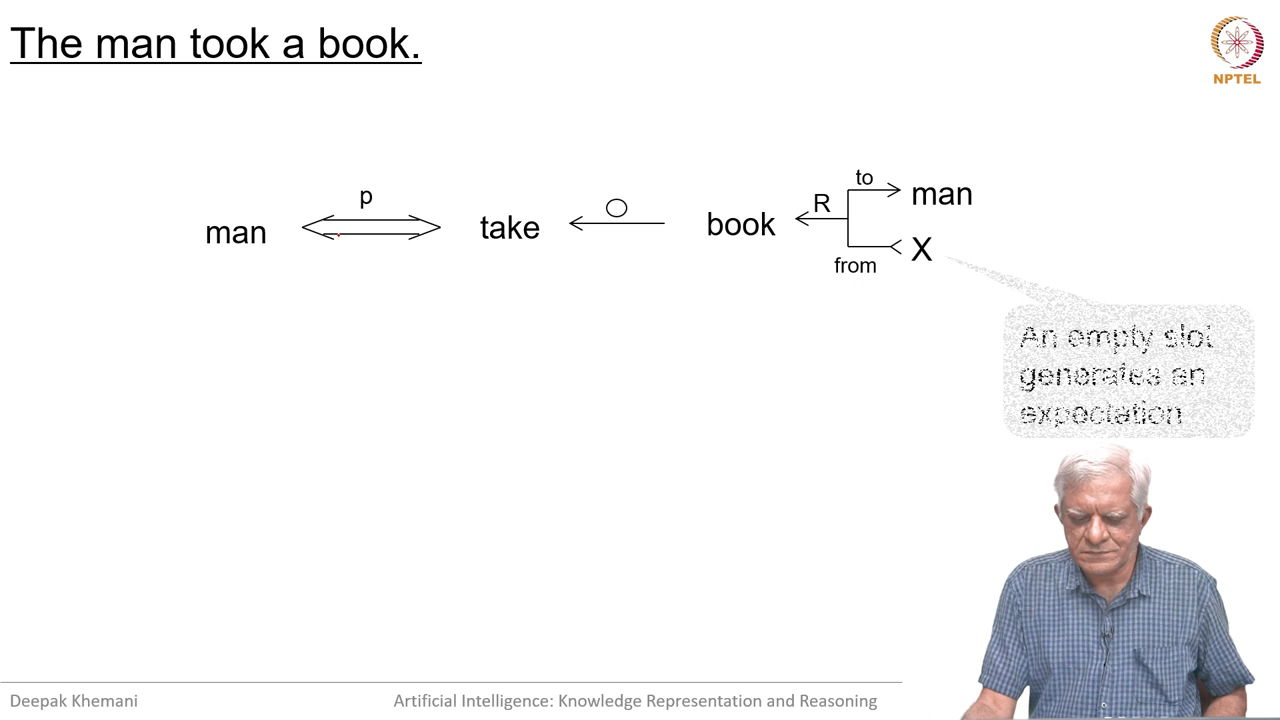 The man took a book.
NPTEL
p
man
take
O
book
R
to
man
from
X
An empty slot
generates an
expectation
Deepak Khemani
Artificial Intelligence: Knowledge Representation and Reasoning